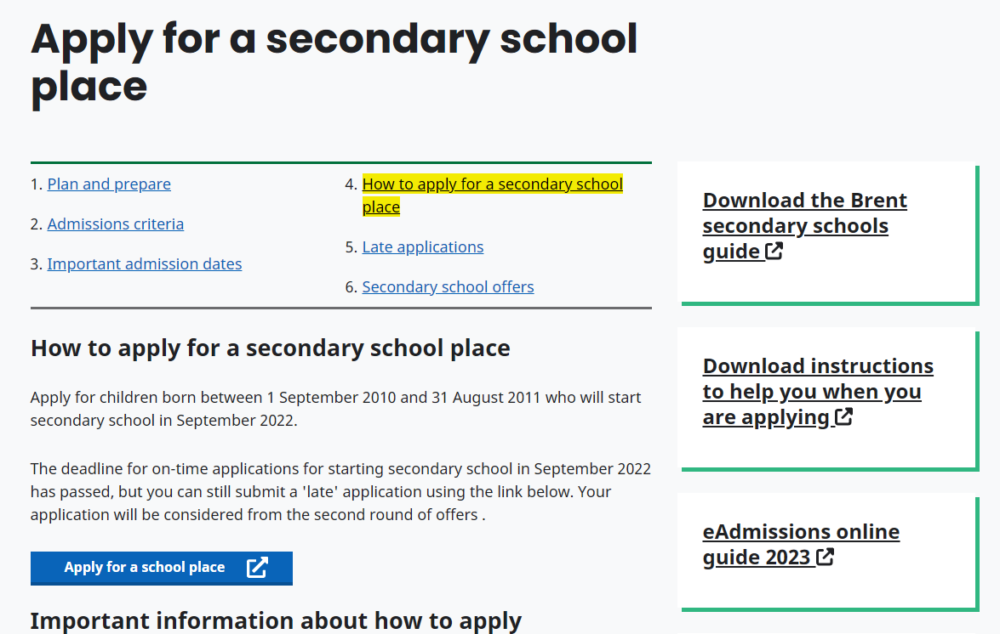 Apply for a secondary school
place
1. Plan and prepare
2. Admissions criteria
3. Important admission dates
4. How to apply for a secondary school
place
5. Late applications
6. Secondary school offers
How to apply for a secondary school place
Apply for children born between 1 September 2010 and 31 August 2011 who will start
secondary school in September 2022.
The deadline for on-time applications for starting secondary school in September 2022
has passed, but you can still submit a 'late' application using the link below. Your
application will be considered from the second round of offers .
Apply for a school place
Important information about how to apply
Download the Brent
secondary schools
guide
Download instructions
to help you when you
are applying
eAdmissions online
guide 2023